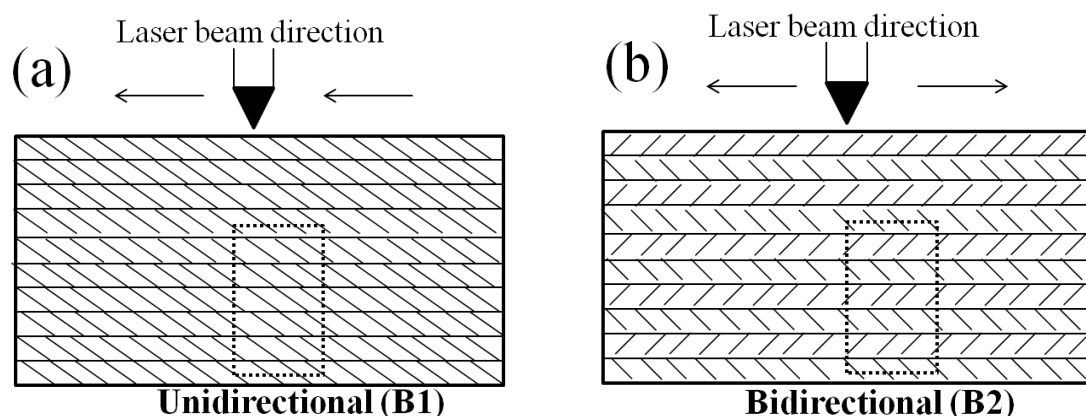 Laser beam direction
(a)
Unidirectional (B1)
Laser beam direction
(b)
Bidirectional (B2)